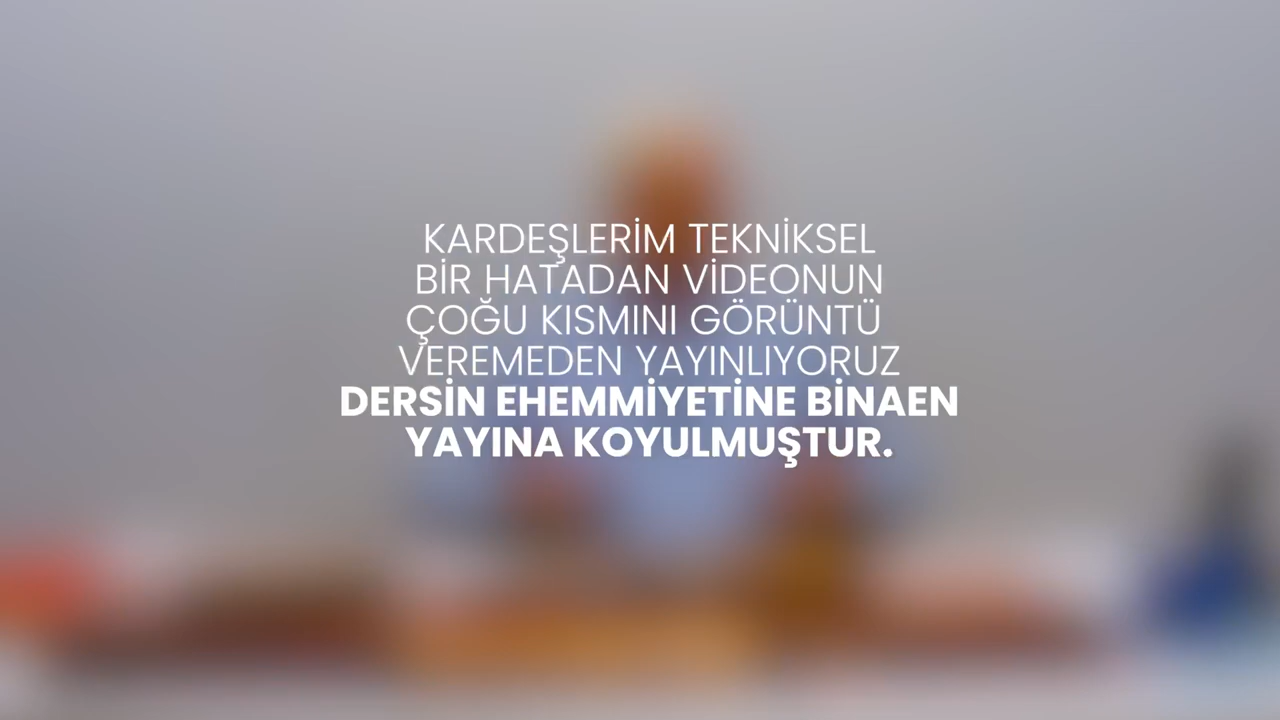 KARDEŞLERİM TEKNİKSEL
BİR HATADAN VİDEONUN
ÇOĞU KISMINI GÖRÜNTÜ
VEREMEDEN YAYINLIYORUZ
DERSİN EHEMMİYETİNE BİNAEN
YAYINA KOYULMUŞTUR.